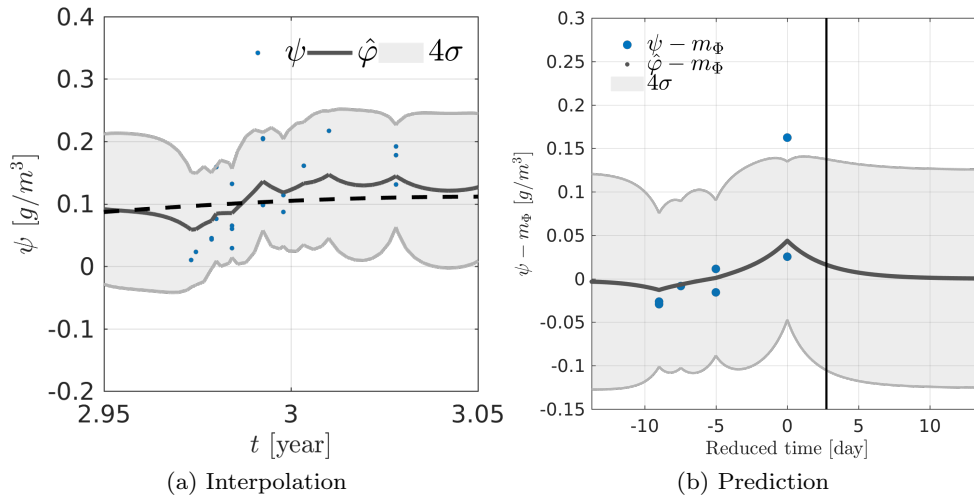 ψ φ̂ 4σ
0.4
0.3
0.2
0.1
0
-0.1
-0.2
ψ [g/m³]
2.95 3 3.05
t [year]
(a) Interpolation
ψ − m_Φ
φ̂ − m_Φ
4σ
0.3
0.25
0.2
0.15
0.1
0.05
0
-0.05
-0.1
-0.15
ψ − m_Φ [g/m³]
-10 -5 0 5 10
Reduced time [day]
(b) Prediction